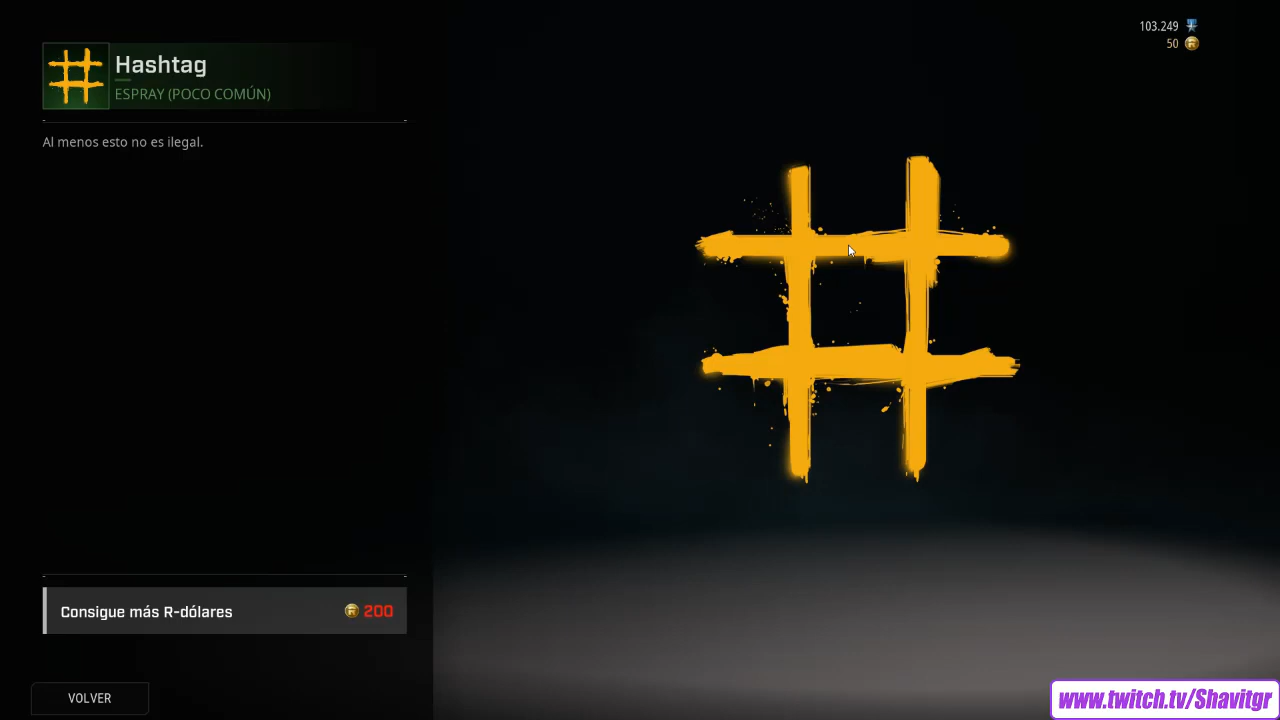 103.249
50
Hashtag
ESPRAY (POCO COMÚN)
Al menos esto no es ilegal.
Consigue más R-dólares 200
VOLVER
www.twitch.tv/Shavitgr